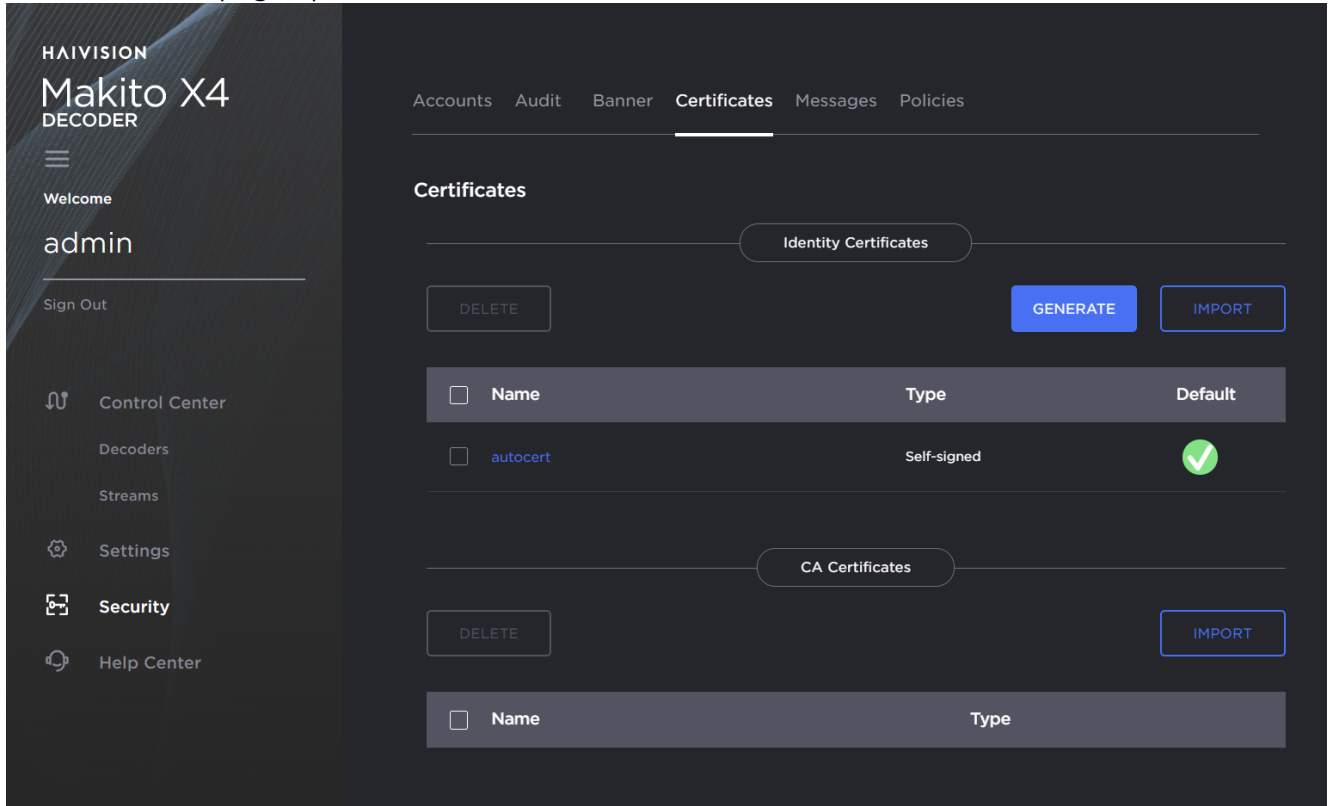 HAIVISION
Makito X4
DECODER
Welcome
admin
Sign Out
Control Center
Decoders
Streams
Settings
Security
Help Center
Accounts Audit Banner Certificates Messages Policies
Certificates
Identity Certificates
DELETE GENERATE IMPORT
Name Type Default
autocert Self-signed
CA Certificates
DELETE IMPORT
Name Type